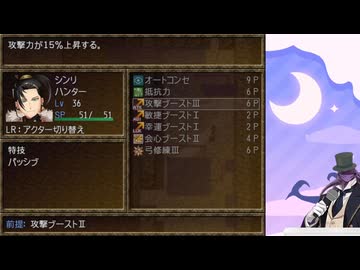 攻撃力が15%上昇する。
シンリ
ハンター
Lv 36
SP 51/ 51
LR:アクター切り替え
特技
パッシブ
オートコンセ 9P
抵抗力 6P
攻撃ブーストⅢ 6P
敏捷ブーストⅠ 2P
幸運ブーストⅠ 2P
会心ブーストⅡ 4P
弓修練Ⅲ 6P
前提:攻撃ブーストⅡ